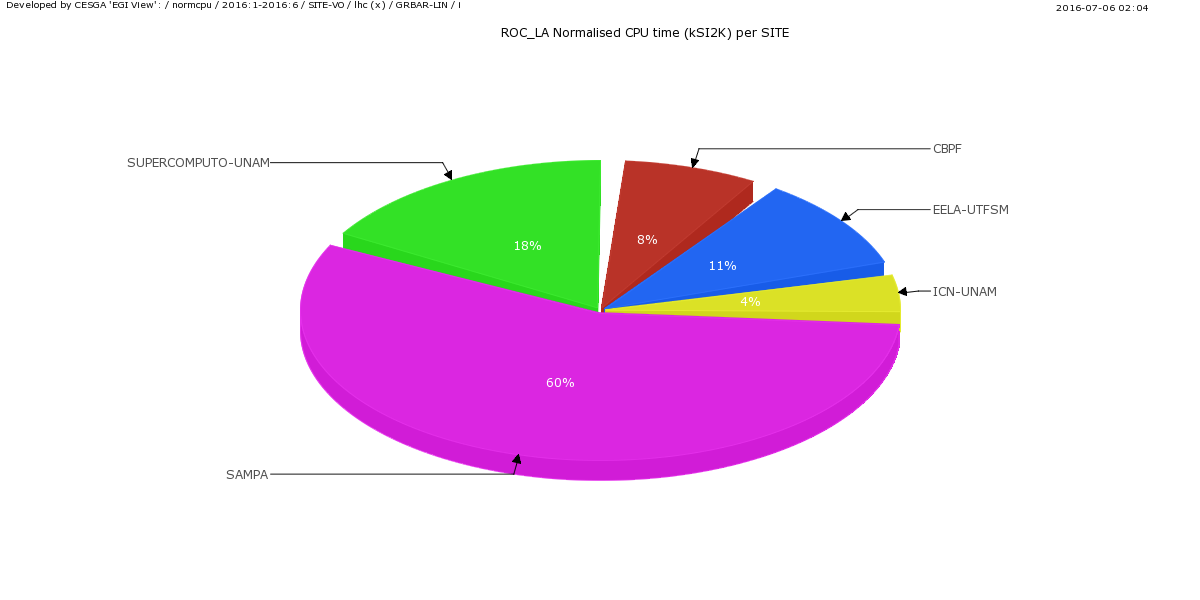 Developed by CESGA 'EGI View': / normcpu / 2016:1-2016:6 / SITE-VO / lhc (x) / GRBAR-LIN /
2016-07-06 02:04
ROC_LA Normalised CPU time (kSI2K) per SITE
CBPF
SUPERCOMPUTO-UNAM
EELA-UTFSM
8%
18%
11%
ICN-UNAM
4%
60%
SAMPA